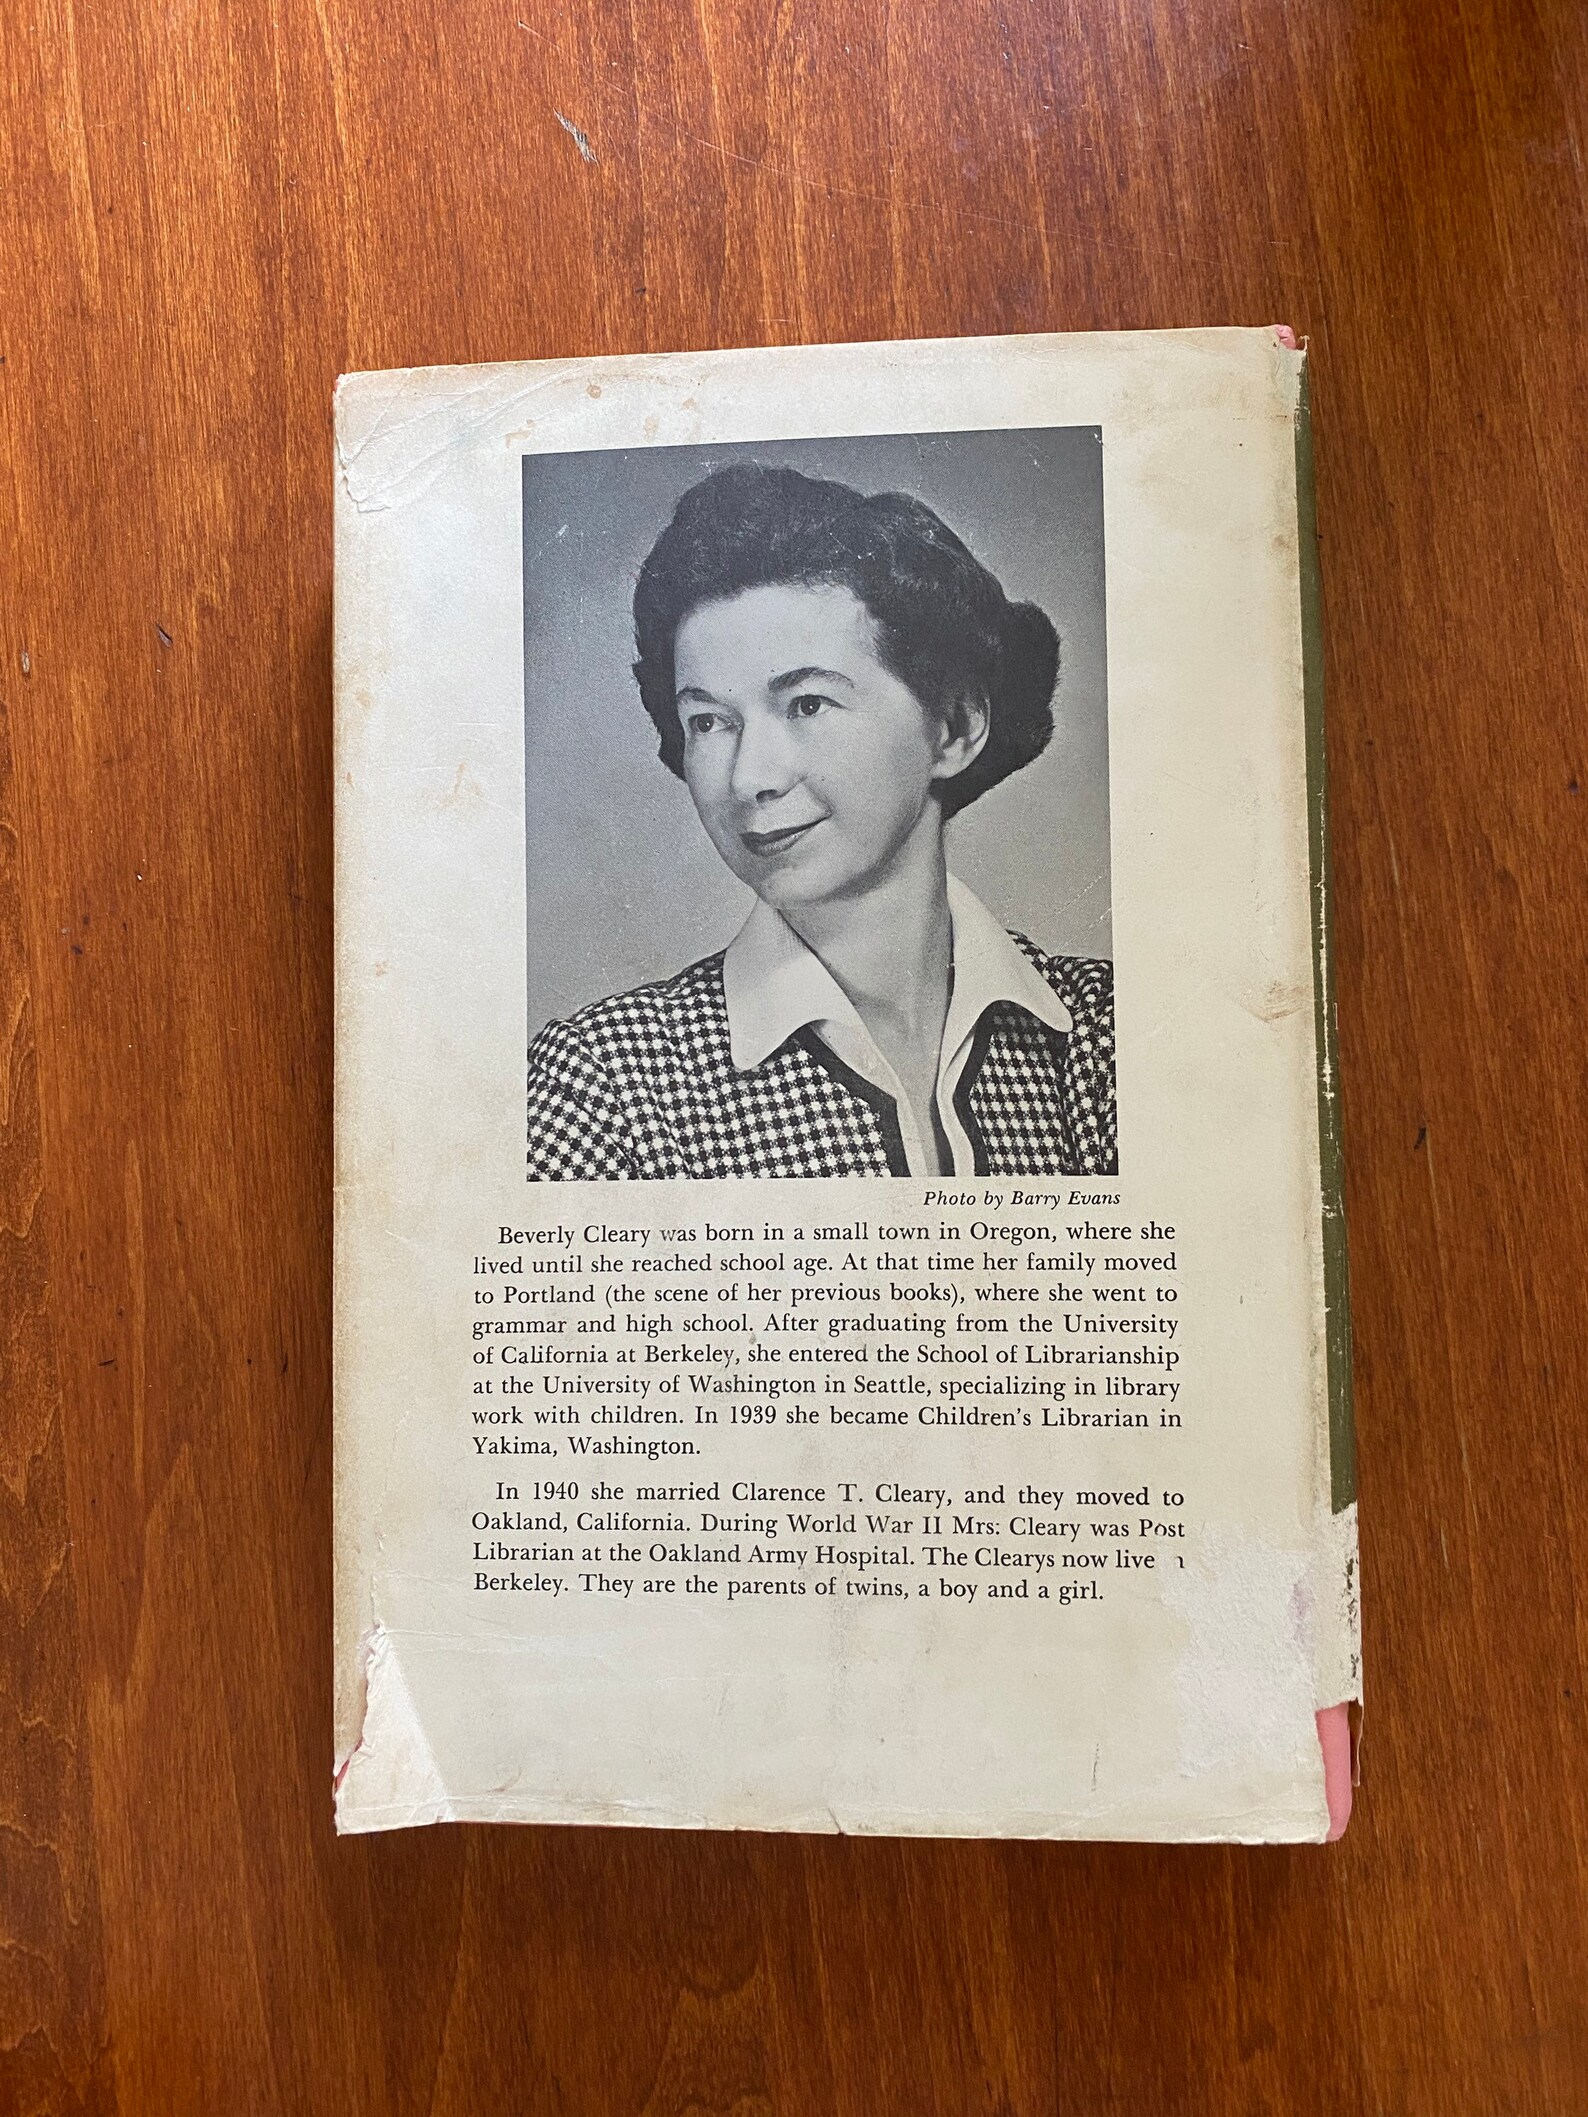 Photo by Barry Evans
Beverly Cleary was born in a small town in Oregon, where she
lived until she reached school age. At that time her family moved
to Portland (the scene of her previous books), where she went to
grammar and high school. After graduating from the University
of California at Berkeley, she entered the School of Librarianship
at the University of Washington in Seattle, specializing in library
work with children. In 1939 she became Children's Librarian in
Yakima, Washington.
In 1940 she married Clarence T. Cleary, and they moved to
Oakland, California. During World War II Mrs: Cleary was Post
Librarian at the Oakland Army Hospital. The Clearys now live
Berkeley. They are the parents of twins, a boy and a girl.